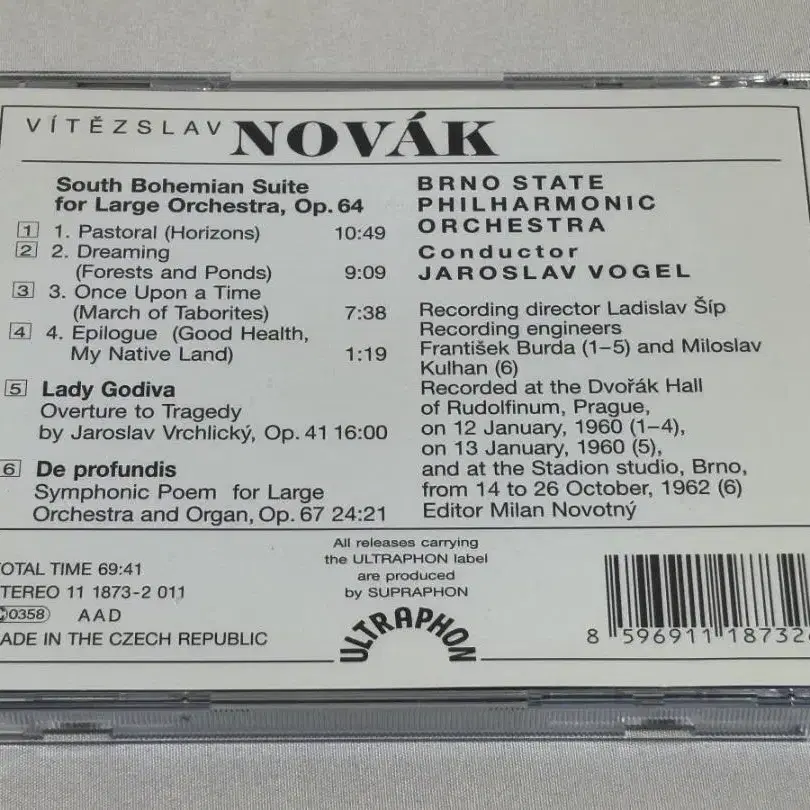 VÍTĚZSLAV NOVÁK
South Bohemian Suite
for Large Orchestra, Op. 64
1 1. Pastoral (Horizons) 10:49
2 2. Dreaming
(Forests and Ponds) 9:09
3 3. Once Upon a Time
(March of Taborites) 7:38
4 4. Epilogue (Good Health,
My Native Land) 1:19
5 Lady Godiva
Overture to Tragedy
by Jaroslav Vrchlický, Op. 41 16:00
6 De profundis
Symphonic Poem for Large
Orchestra and Organ, Op. 67 24:21
BRNO STATE
PHILHARMONIC
ORCHESTRA
Conductor
JAROSLAV VOGEL
Recording director Ladislav Šíp
Recording engineers
František Burda (1–5) and Miloslav
Kulhan (6)
Recorded at the Dvořák Hall
of Rudolfinum, Prague,
on 12 January, 1960 (1–4),
on 13 January, 1960 (5),
and at the Stadion studio, Brno,
from 14 to 26 October, 1962 (6)
Editor Milan Novotný
OTAL TIME 69:41
TEREO 11 1873-2 011
0358 AAD
ADE IN THE CZECH REPUBLIC
All releases carrying
the ULTRAPHON label
are produced
by SUPRAPHON
ULTRAPHON
8 596911 18732